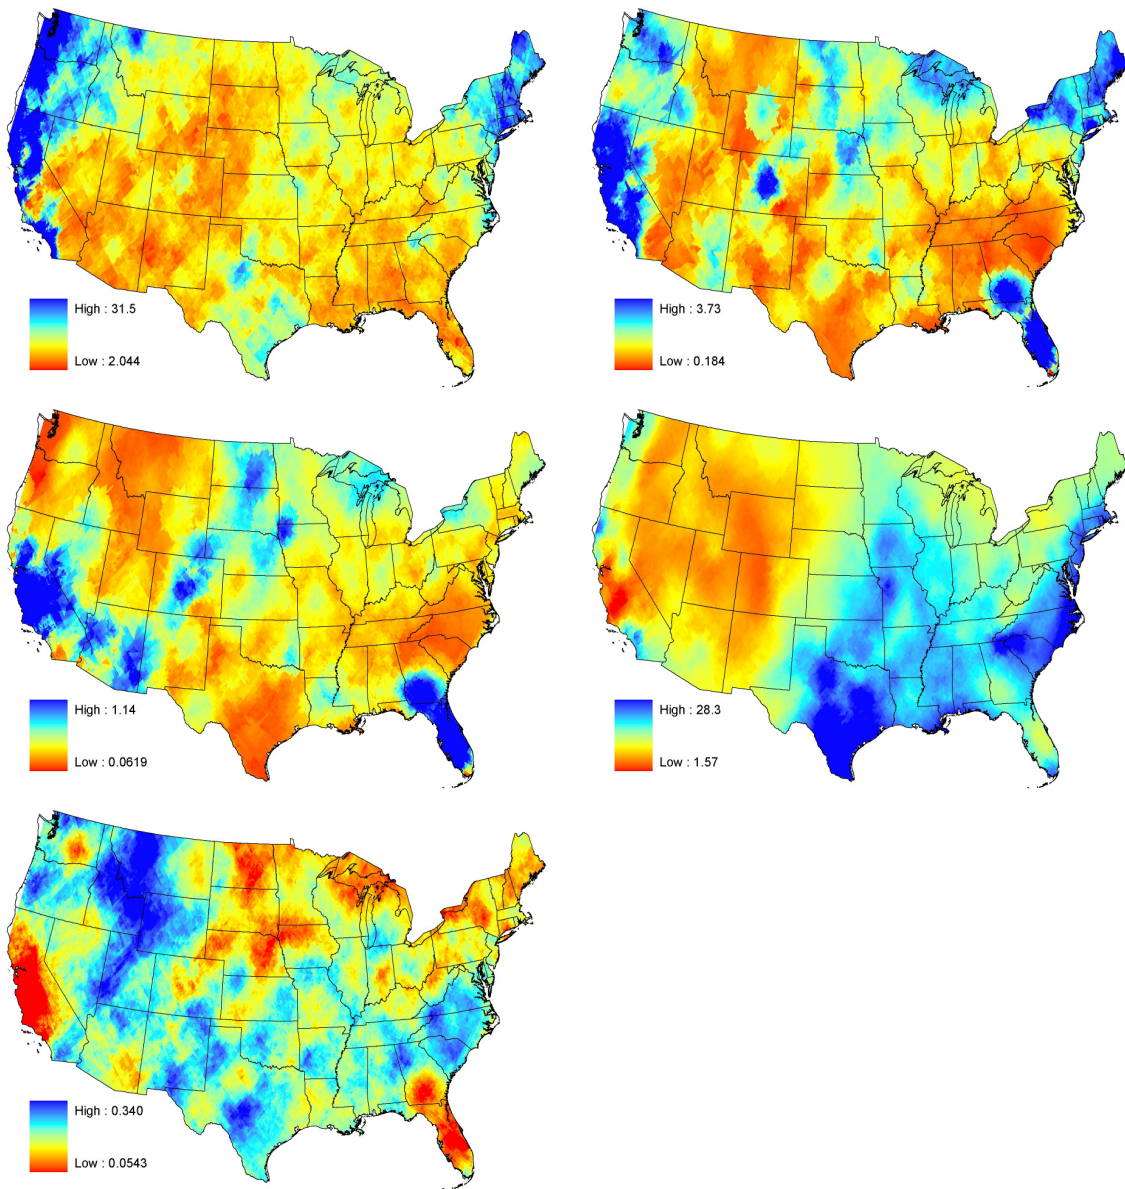 High : 31.5
Low : 2.044
High : 3.73
Low : 0.184
High : 1.14
Low : 0.0619
High : 28.3
Low : 1.57
High : 0.340
Low : 0.0543